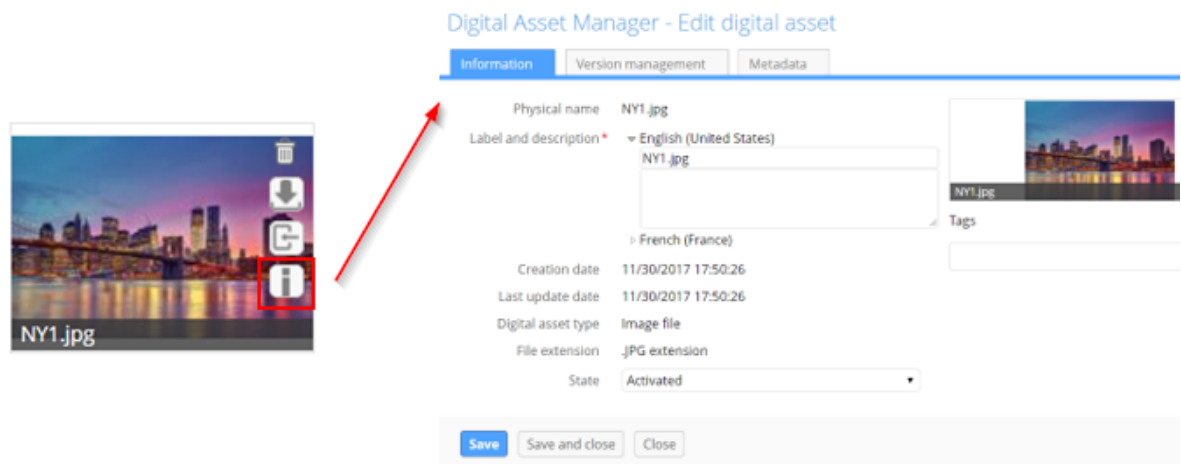 Digital Asset Manager - Edit digital asset
Information Version management Metadata
Physical name NY1.jpg
Label and description* English (United States)
NY1.jpg
French (France)
Creation date 11/30/2017 17:50:26
Last update date 11/30/2017 17:50:26
Digital asset type Image file
File extension .JPG extension
State Activated
NY1.jpg
Tags
Save Save and close Close
NY1.jpg